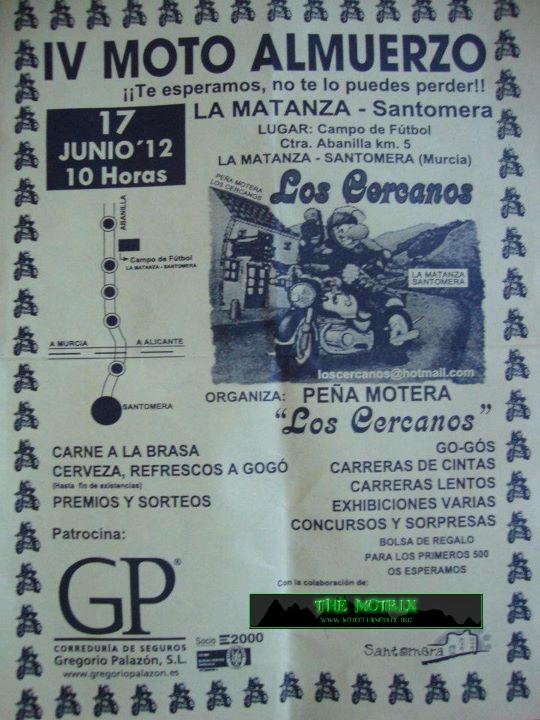 IV MOTO ALMUERZO
¡¡Te esperamos, no te lo puedes perder!!
17
JUNIO´12
10 Horas
LA MATANZA - Santomera
LUGAR: Campo de Fútbol
Ctra. Abanilla km. 5
LA MATANZA - SANTOMERA (Murcia)
ABANILLA
Campo de Fútbol
LA MATANZA - SANTOMERA
A MURCIA
A ALICANTE
SANTOMERA
Los Cercanos
PEÑA MOTERA
LOS CERCANOS
LA MATANZA
SANTOMERA
loscercanos@hotmail.com
ORGANIZA: PEÑA MOTERA
"Los Cercanos"
CARNE A LA BRASA
CERVEZA, REFRESCOS A GOGÓ
(Hasta fin de existencias)
PREMIOS Y SORTEOS
GO-GÓS
CARRERAS DE CINTAS
CARRERAS LENTOS
EXHIBICIONES VARIAS
CONCURSOS Y SORPRESAS
BOLSA DE REGALO
PARA LOS PRIMEROS 500
OS ESPERAMOS
Patrocina:
GP®
CORREDURÍA DE SEGUROS
Gregorio Palazón, S.L.
www.gregoriopalazon.es
Socio E2000
Con la colaboración de:
THE MOTRIX
Santomera